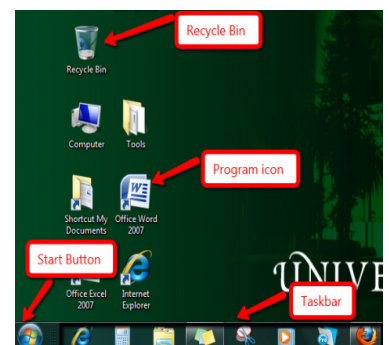 Recycle Bin
Recycle Bin
Computer
Tools
Program icon
Shortcut My
Documents
Office Word
2007
Start Button
UNIVE
Office Excel
2007
Internet
Explorer
Taskbar